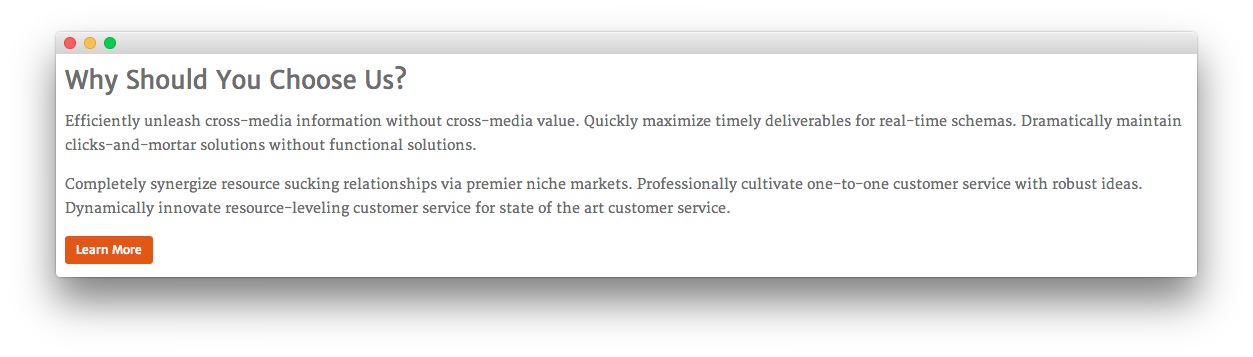 Why Should You Choose Us?
Efficiently unleash cross-media information without cross-media value. Quickly maximize timely deliverables for real-time schemas. Dramatically maintain
clicks-and-mortar solutions without functional solutions.
Completely synergize resource sucking relationships via premier niche markets. Professionally cultivate one-to-one customer service with robust ideas.
Dynamically innovate resource-leveling customer service for state of the art customer service.
Learn More